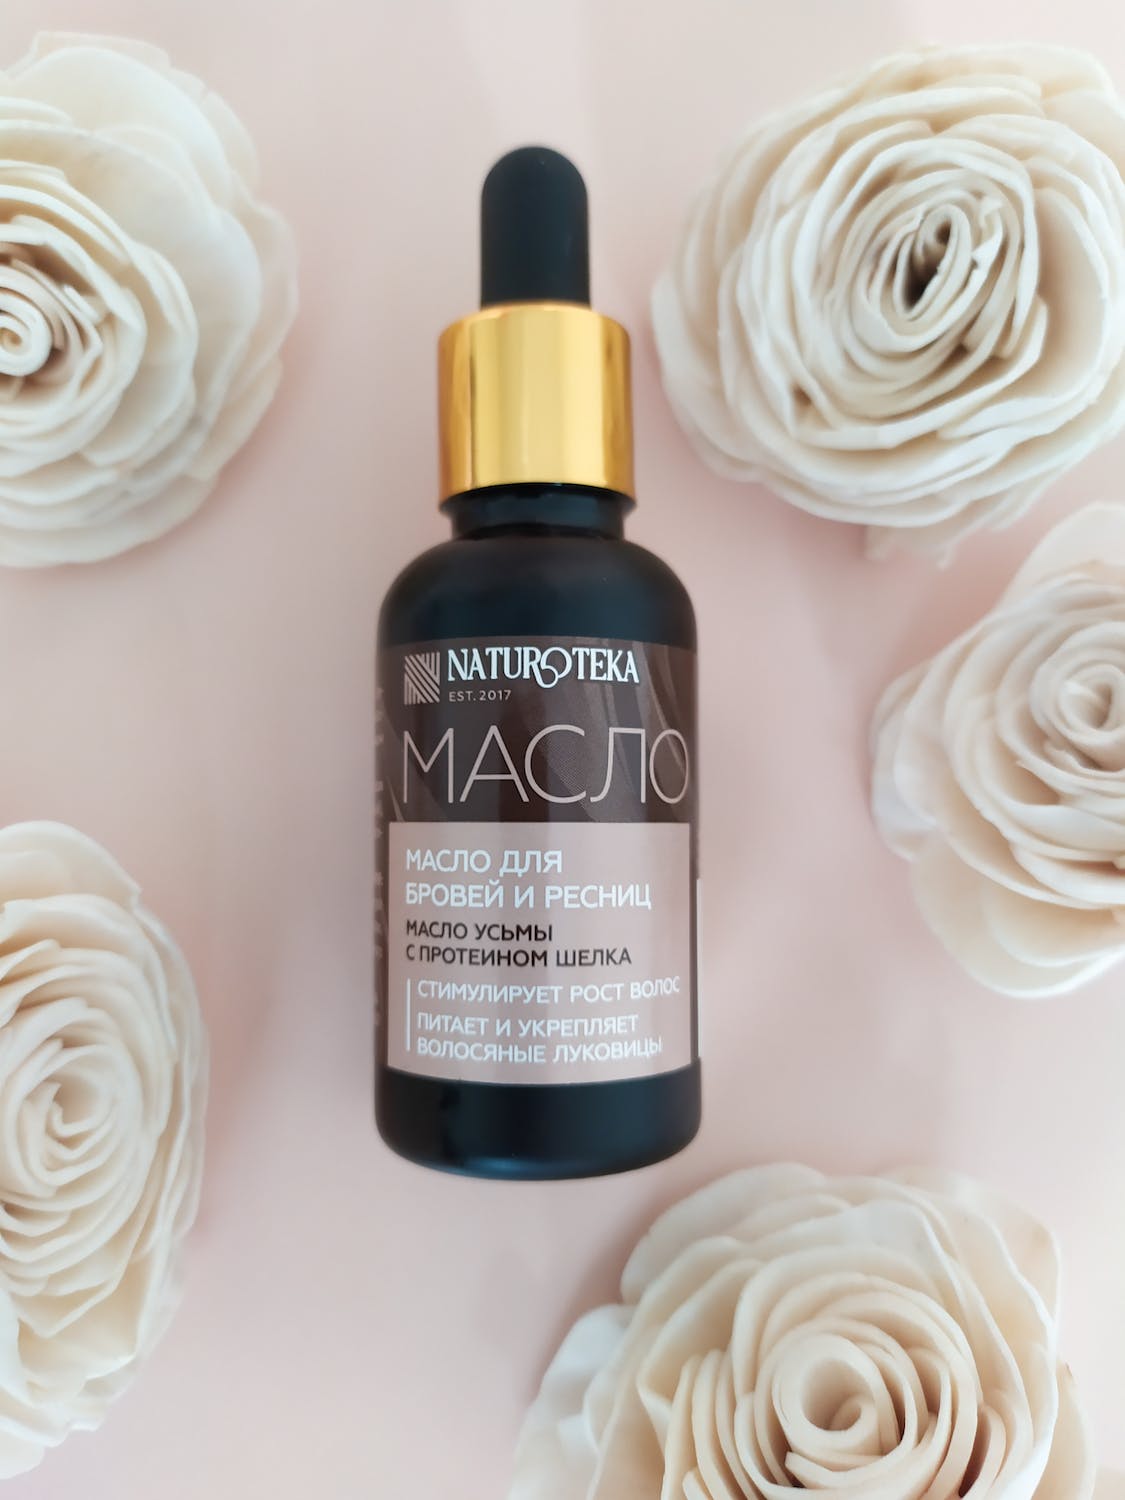 NATUROTEKA
EST. 2017
МАСЛО
МАСЛО ДЛЯ
БРОВЕЙ И РЕСНИЦ
МАСЛО УСЬМЫ
С ПРОТЕИНОМ ШЕЛКА
СТИМУЛИРУЕТ РОСТ ВОЛОС
ПИТАЕТ И УКРЕПЛЯЕТ
ВОЛОСЯНЫЕ ЛУКОВИЦЫ